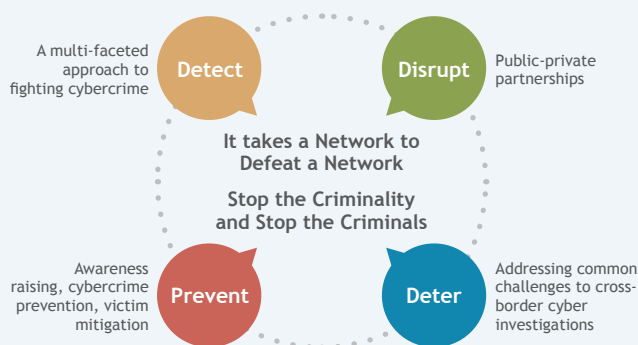 A multi-faceted
approach to
fighting cybercrime
Detect
Disrupt
Public-private
partnerships
It takes a Network to
Defeat a Network
Stop the Criminality
and Stop the Criminals
Awareness
raising, cybercrime
prevention, victim
mitigation
Prevent
Deter
Addressing common
challenges to cross-
border cyber
investigations